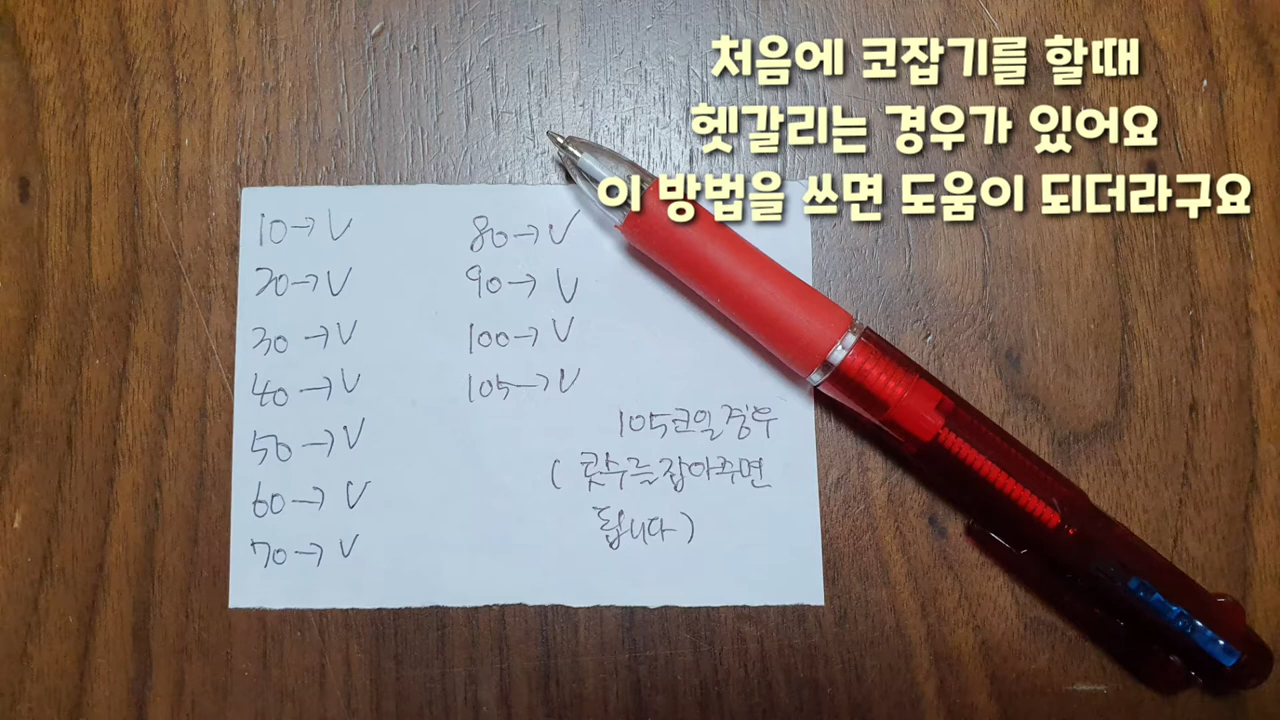 처음에 코잡기를 할때
헷갈리는 경우가 있어요
이 방법을 쓰면 도움이 되더라구요
10→V
20→V
30→V
40→V
50→V
60→V
70→V
80→V
90→V
100→V
105→V
105코일경우
(콧수를잡아주면
됩니다)